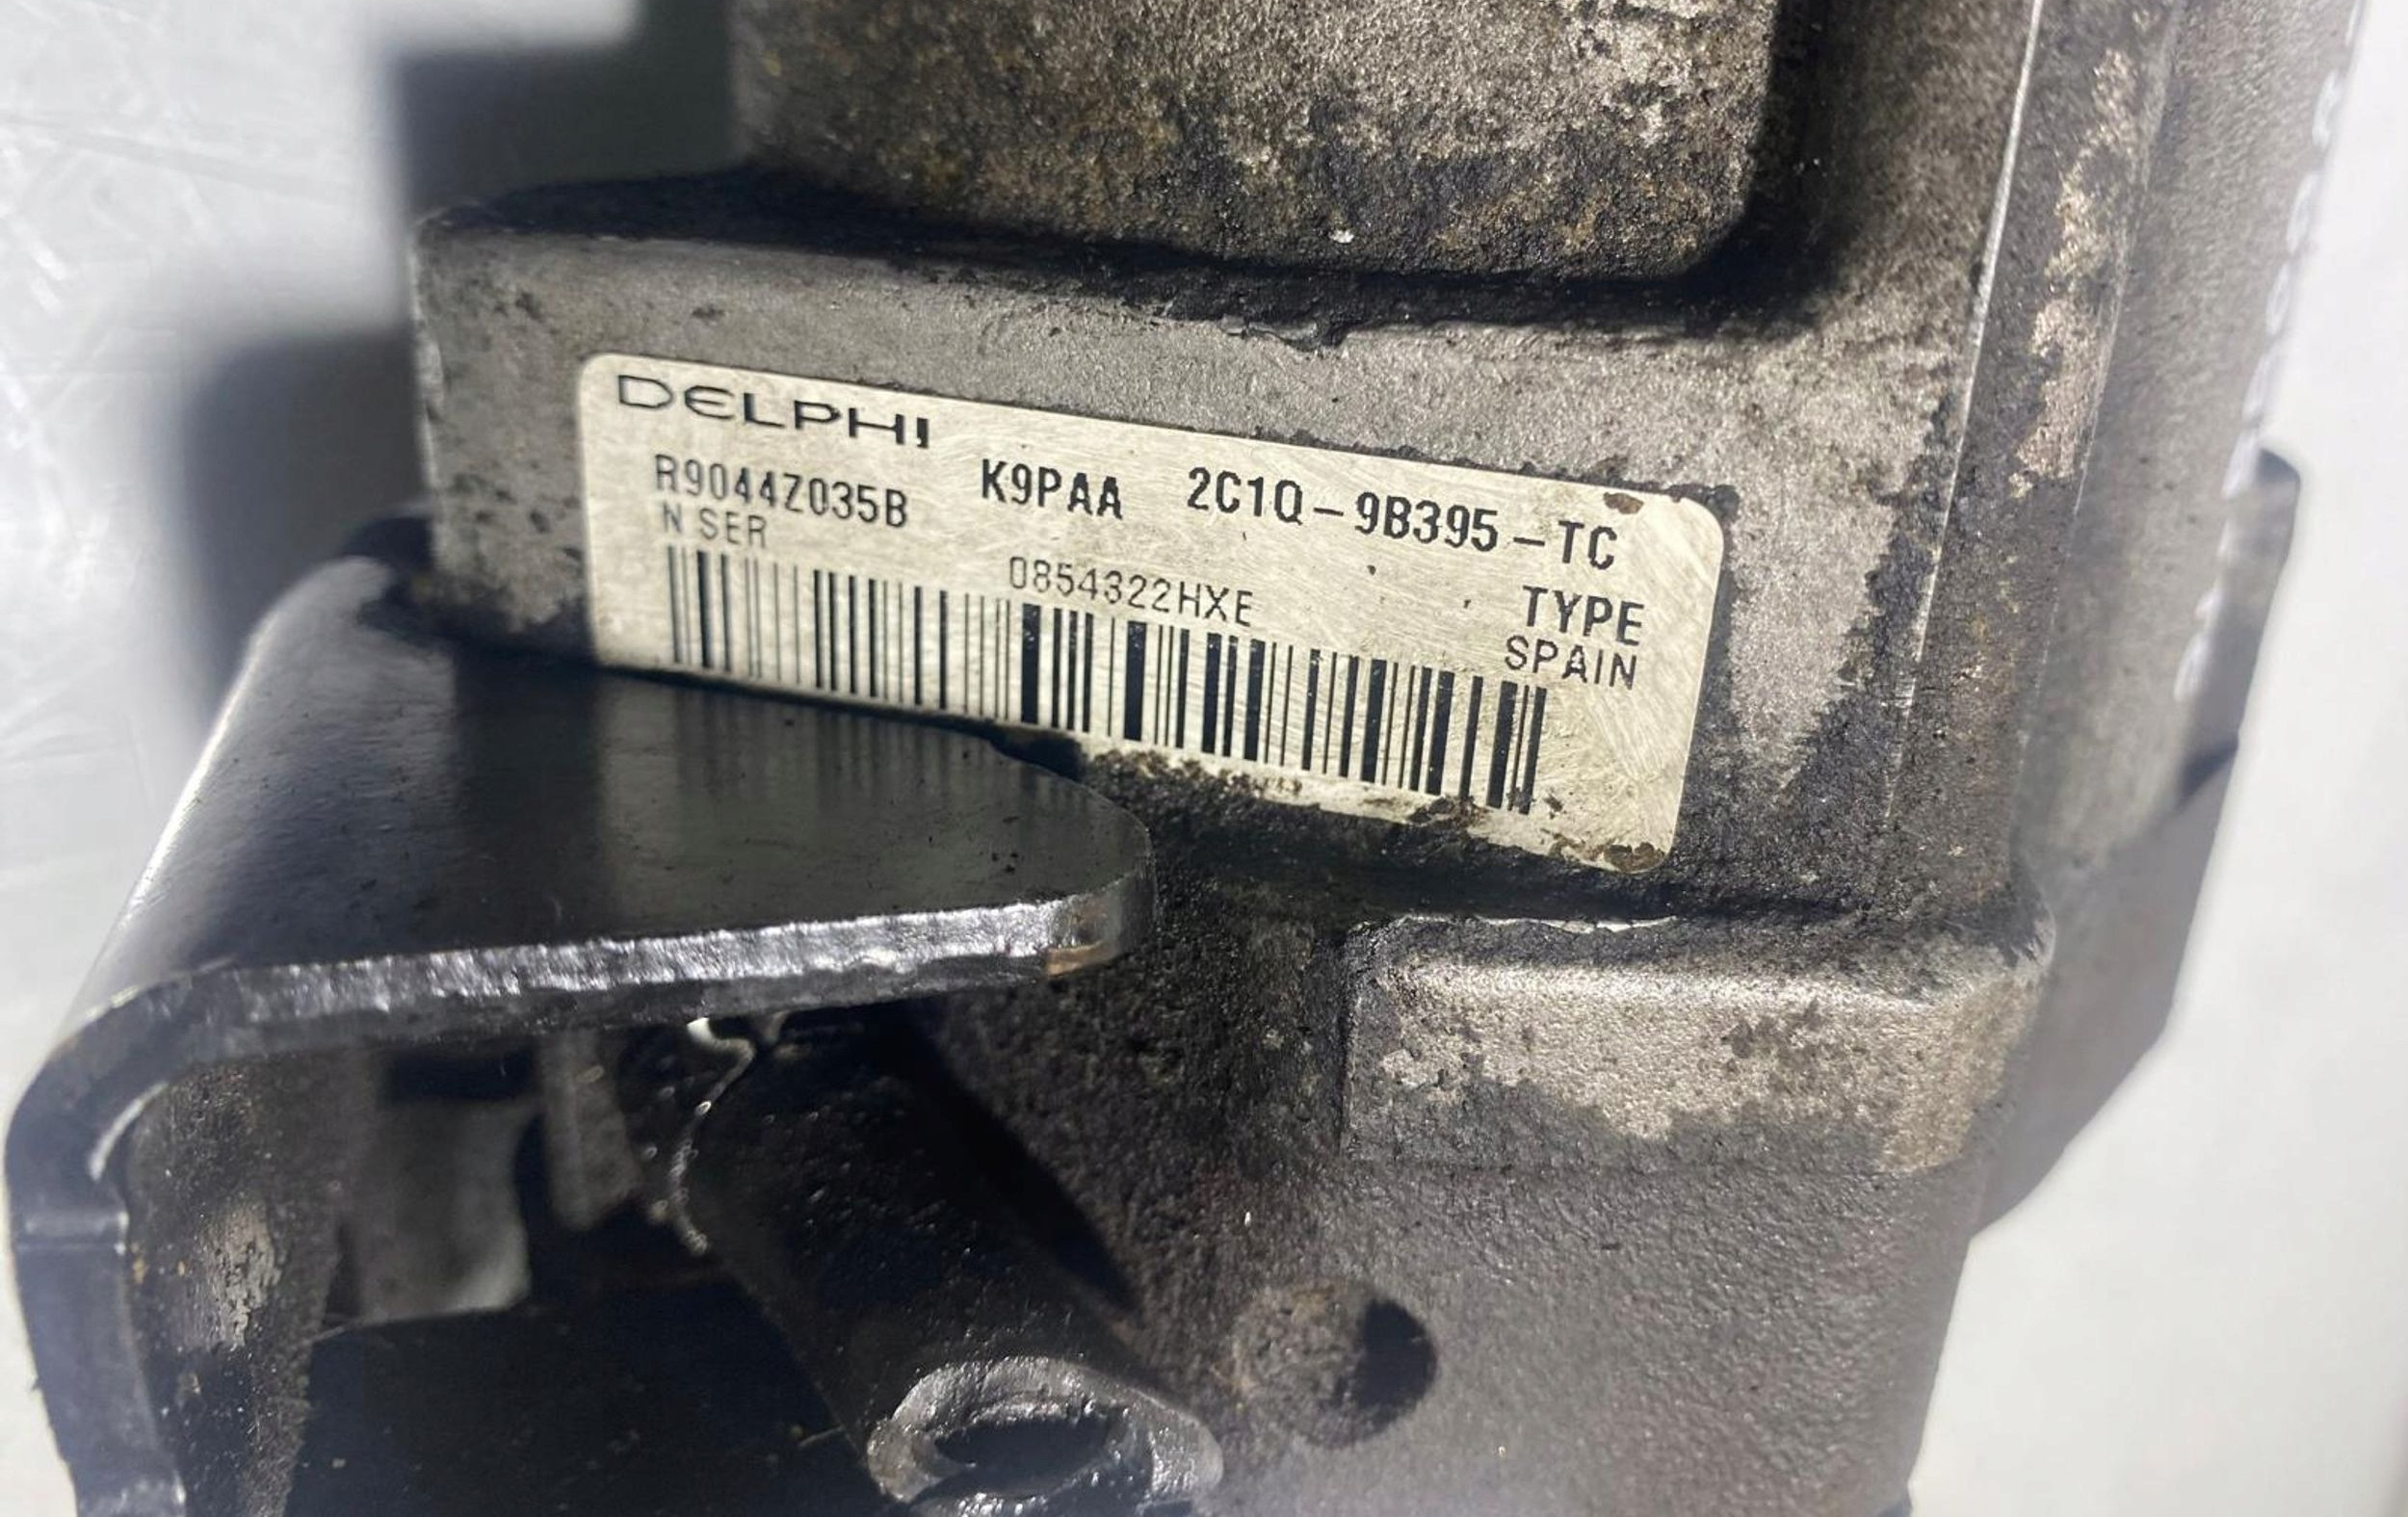 DELPHI
R9044Z035B K9PAA 2C1Q-9B395-TC
N SER 0854322HXE TYPE
SPAIN